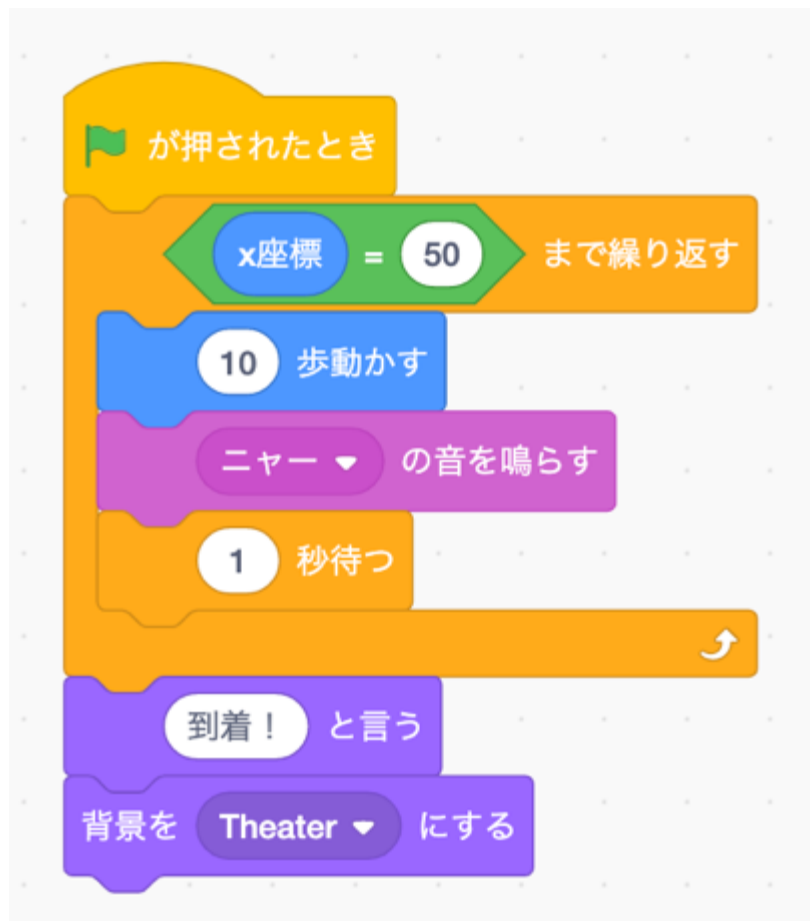 が押されたとき
x座標 = 50 まで繰り返す
10 歩動かす
ニャー の音を鳴らす
1 秒待つ
到着！ と言う
背景を Theater にする